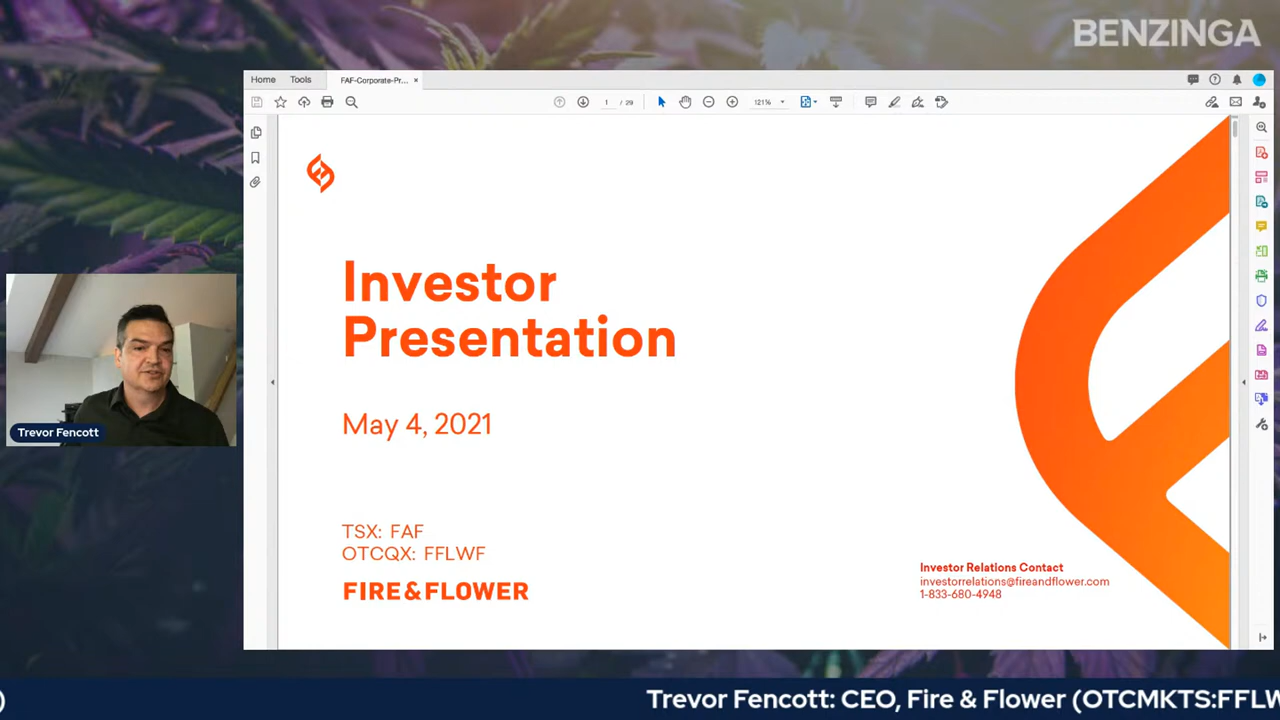 BENZINGA
Home Tools FAF-Corporate-Pr... ×
1 / 29 121%
Investor
Presentation
May 4, 2021
Trevor Fencott
TSX: FAF
OTCQX: FFLWF
FIRE & FLOWER
Investor Relations Contact
investorrelations@fireandflower.com
1-833-680-4948
) Trevor Fencott: CEO, Fire & Flower (OTCMKTS:FFLW